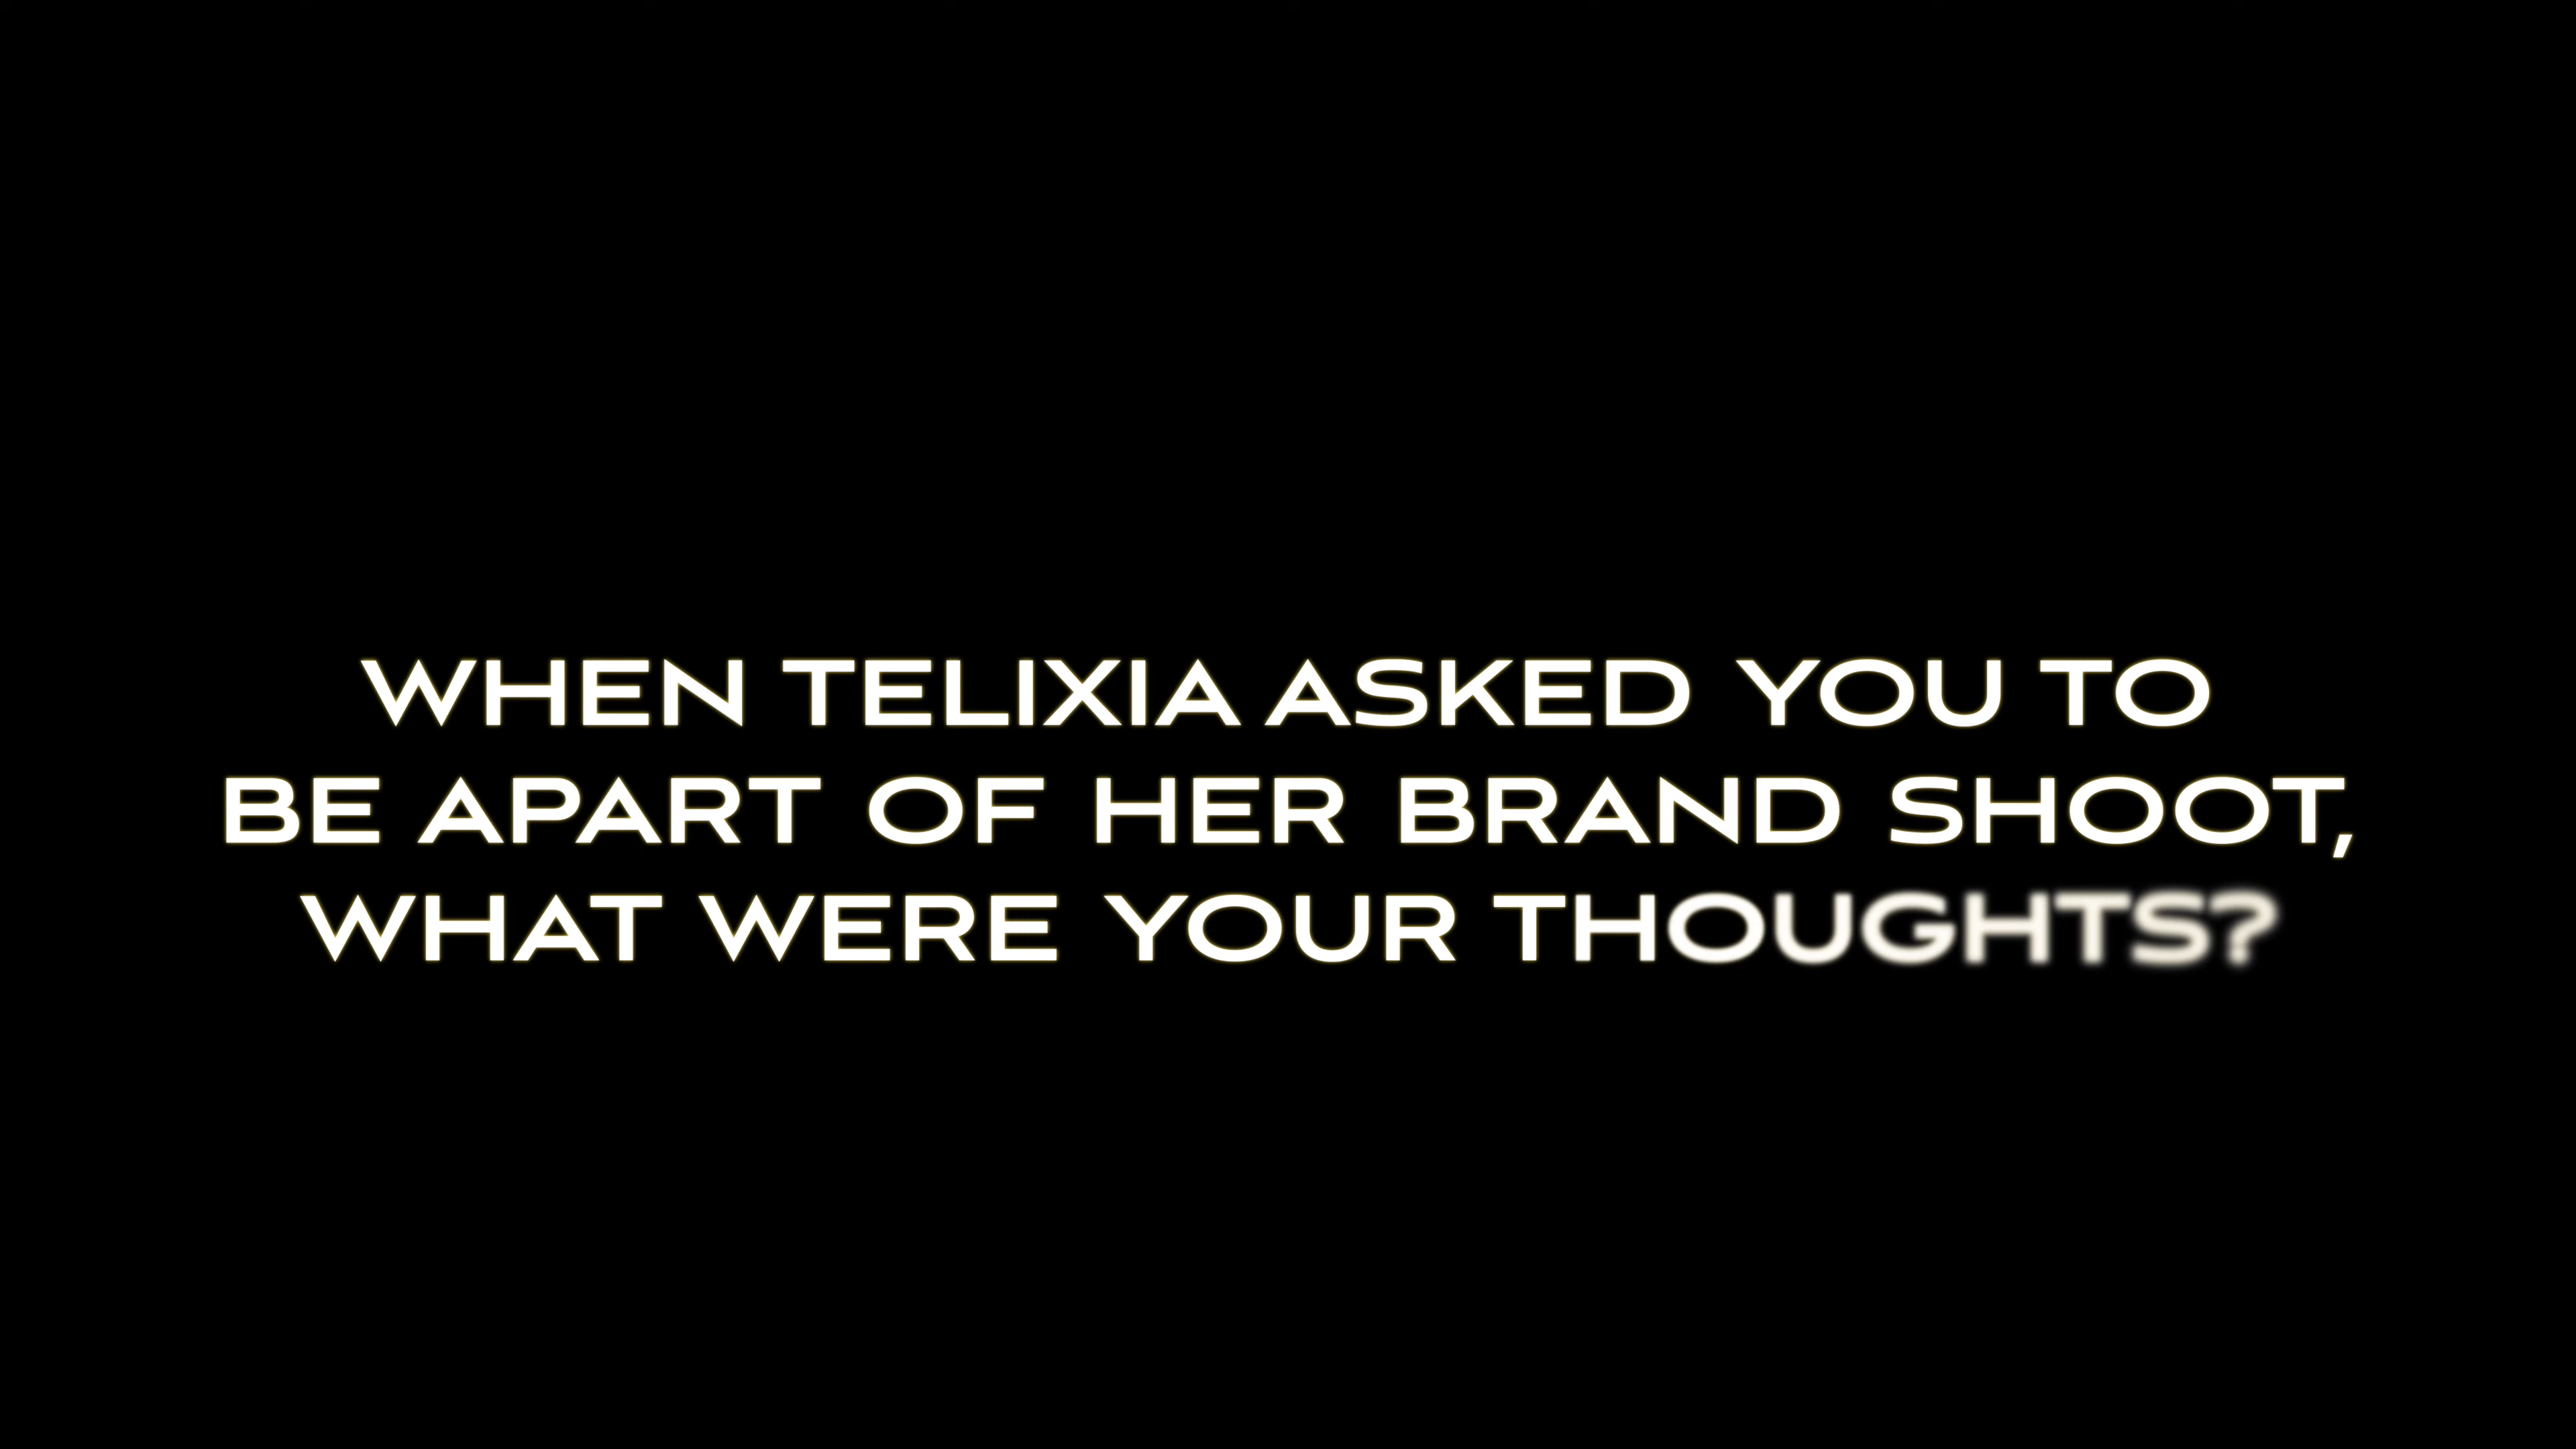 WHEN TELIXIA ASKED YOU TO
BE APART OF HER BRAND SHOOT,
WHAT WERE YOUR THOUGHTS?